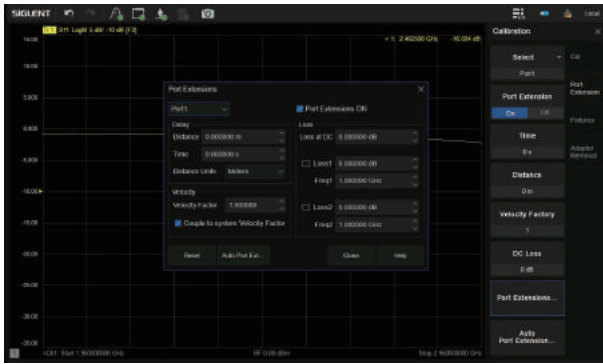 SIGLENT
Local
Tr 1 S11 LogM 5 dB/ -10 dB [F2]
Calibration
Select
Port1
Cal
Port Extension
On Off
Port Extension
Fixtures
Adapter Removal
Time
0 s
Distance
0 m
Velocity Factory
1
DC Loss
0 dB
Port Extensions...
Auto Port Extension...
Port Extensions
Port1
Port Extensions ON
Delay
Distance 0.000000 m
Time 0.000000 s
Distance Units Meters
Velocity
Velocity Factor 1.000000
Couple to system Velocity Factor
Loss
Loss at DC 0.000000 dB
Loss1 0.000000 dB
Freq1 1.000000 GHz
Loss2 0.000000 dB
Freq2 1.000000 GHz
Reset Auto Port Ext... Close Help
15.00
10.00
5.000
0.000
-5.000
-10.00
-15.00
-20.00
-25.00
-30.00
-35.00